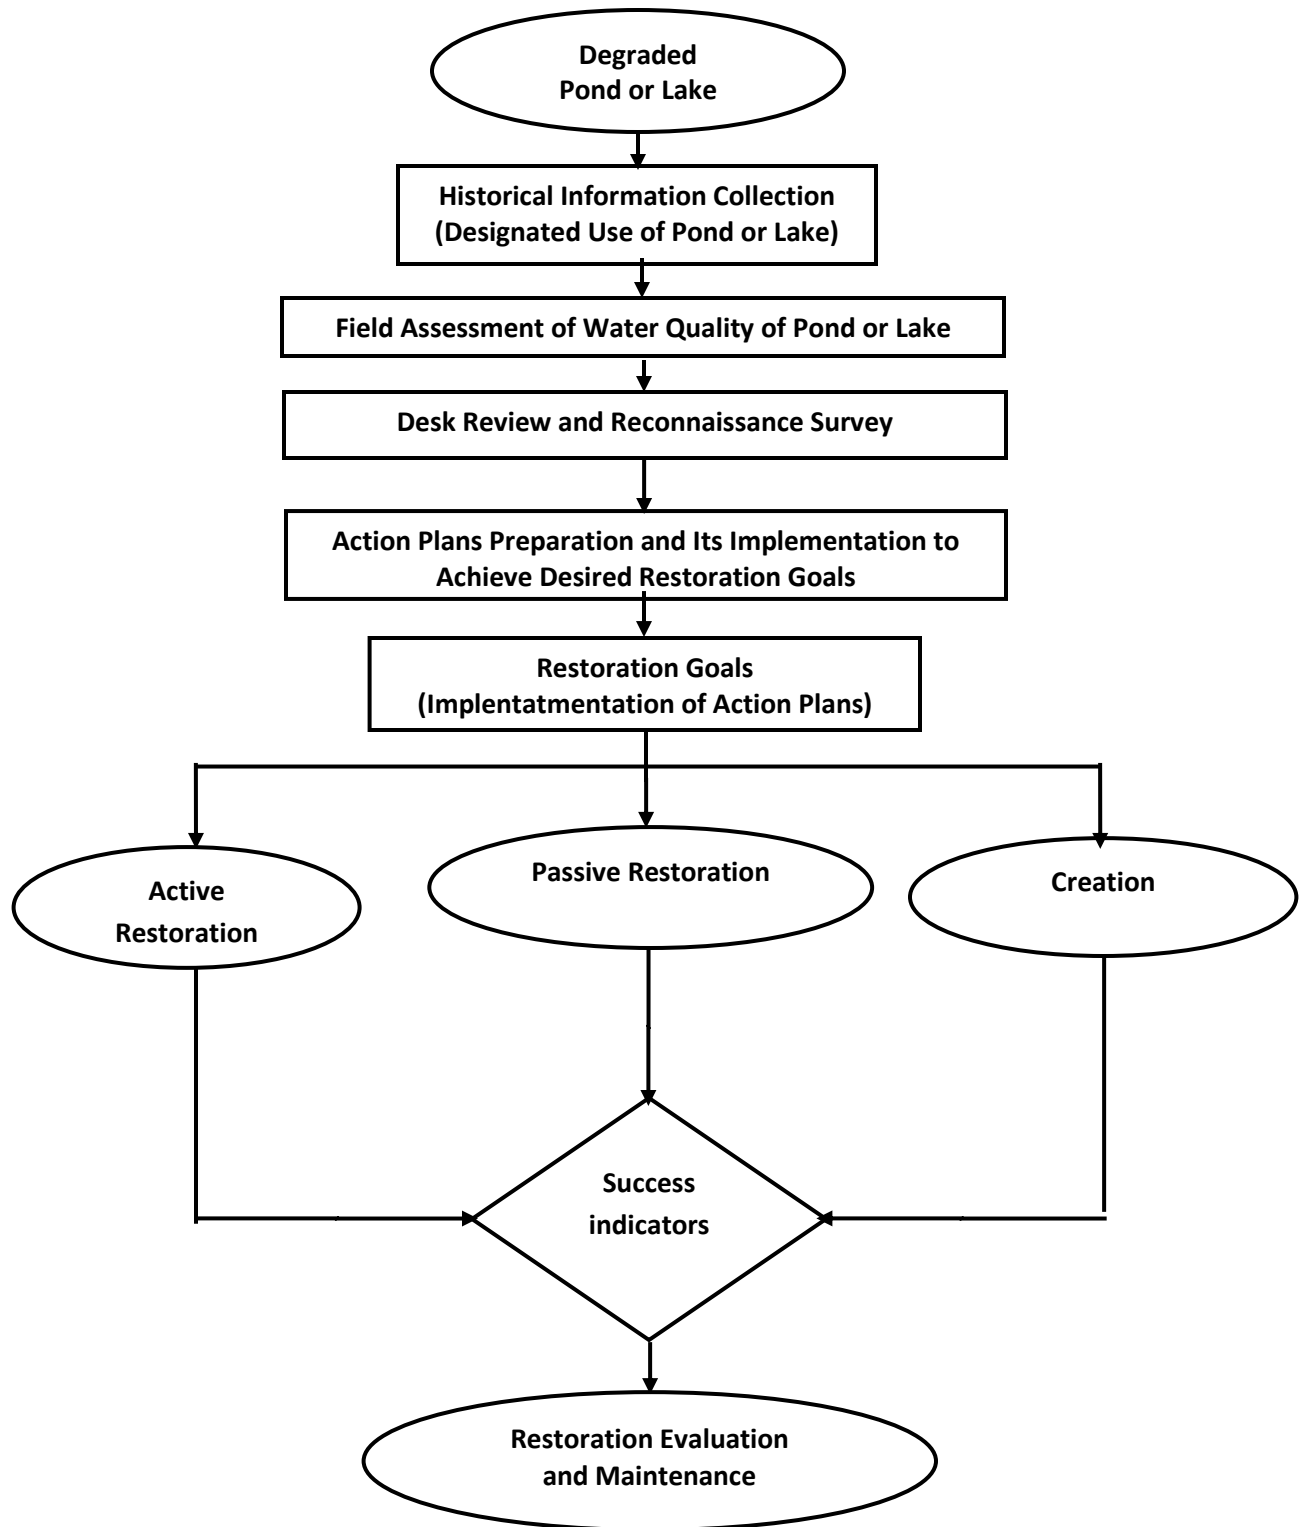 Degraded
Pond or Lake
Historical Information Collection
(Designated Use of Pond or Lake)
Field Assessment of Water Quality of Pond or Lake
Desk Review and Reconnaissance Survey
Action Plans Preparation and Its Implementation to
Achieve Desired Restoration Goals
Restoration Goals
(Implentatmentation of Action Plans)
Active
Restoration
Passive Restoration
Creation
Success
indicators
Restoration Evaluation
and Maintenance